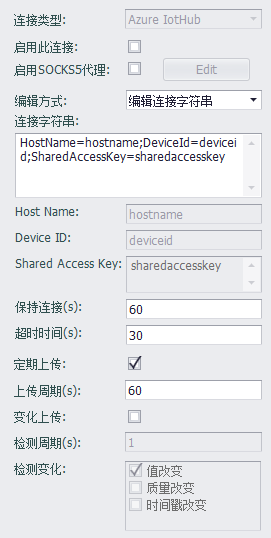 连接类型: Azure IotHub
启用此连接:
启用SOCKS5代理: Edit
编辑方式: 编辑连接字符串
连接字符串:
HostName=hostname;DeviceId=device
id;SharedAccessKey=sharedaccesskey
Host Name: hostname
Device ID: deviceid
Shared Access Key: sharedaccesskey
保持连接(s): 60
超时时间(s): 30
定期上传:
上传周期(s): 60
变化上传:
检测周期(s): 1
检测变化: 值改变
质量改变
时间戳改变